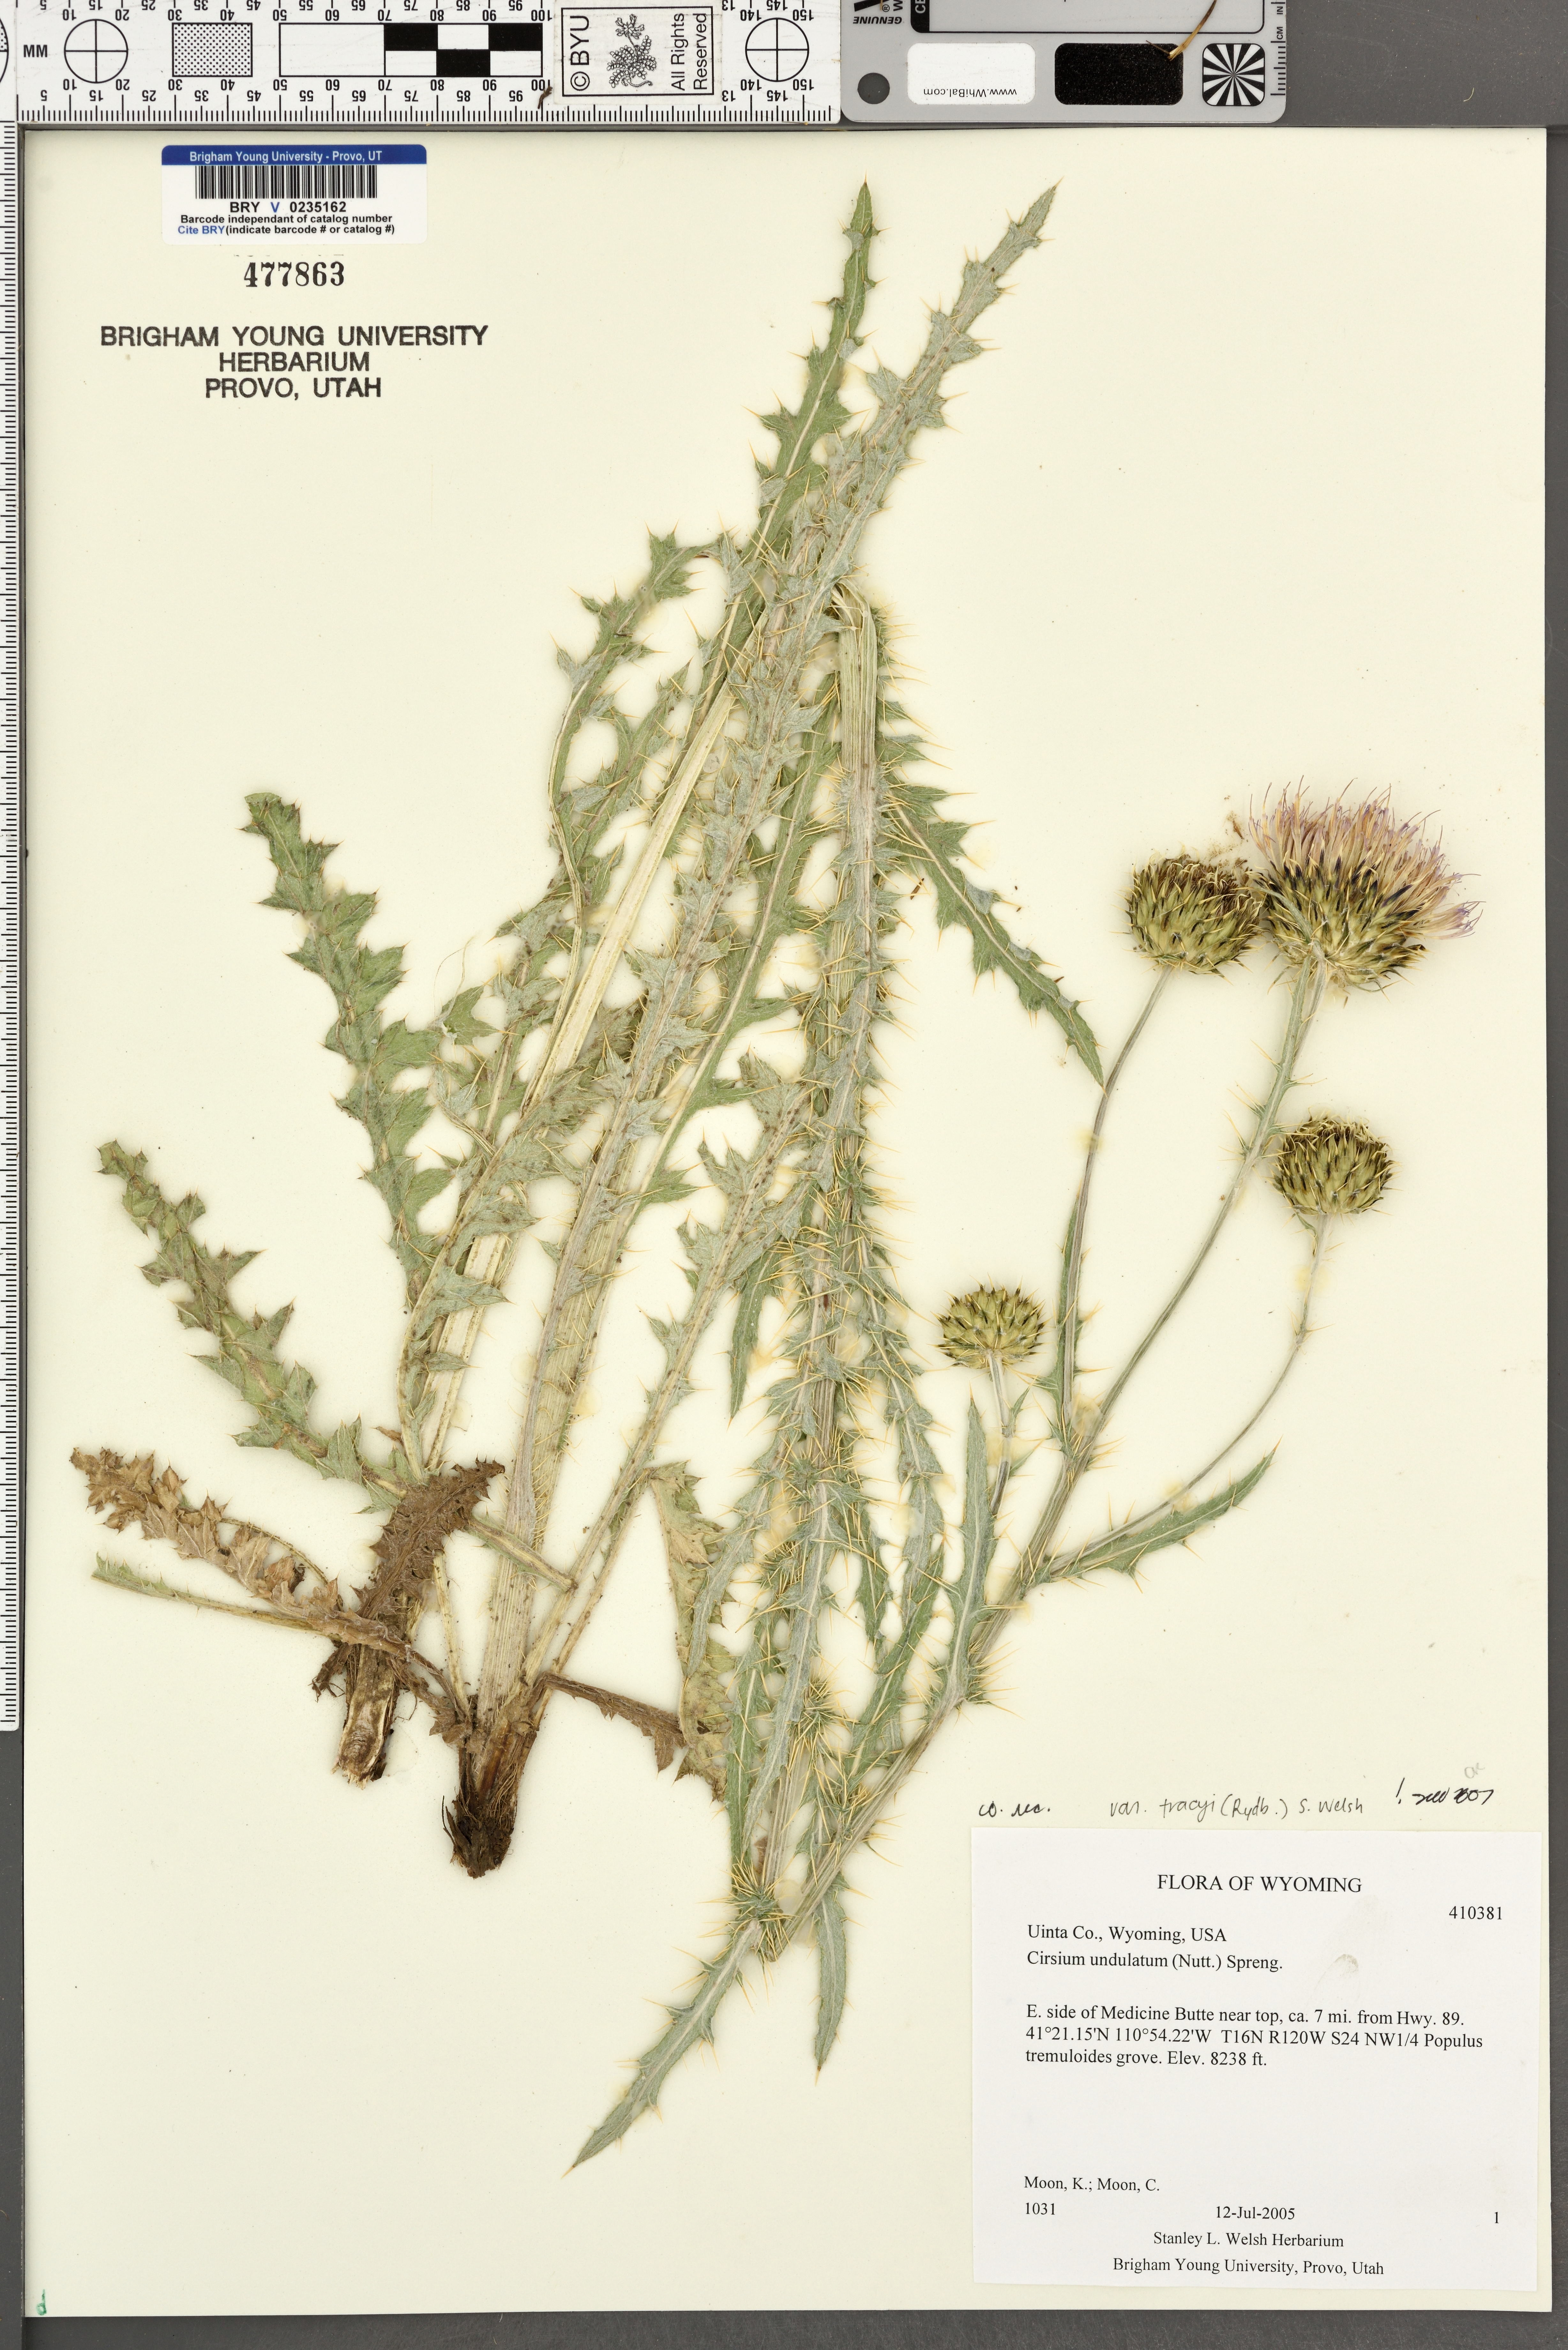 MM
© BYU
All Rights
Reserved
GENUINE
www.WhiBal.com
Brigham Young University - Provo, UT
BRY V 0235162
Barcode independant of catalog number
Cite BRY(indicate barcode # or catalog #)
477863
BRIGHAM YOUNG UNIVERSITY
HERBARIUM
PROVO, UTAH
co. rec. var. tracyi (Rydb.) S. Welsh !
FLORA OF WYOMING
410381
Uinta Co., Wyoming, USA
Cirsium undulatum (Nutt.) Spreng.
E. side of Medicine Butte near top, ca. 7 mi. from Hwy. 89.
41°21.15'N 110°54.22'W T16N R120W S24 NW1/4 Populus
tremuloides grove. Elev. 8238 ft.
Moon, K.; Moon, C.
1031 12-Jul-2005 1
Stanley L. Welsh Herbarium
Brigham Young University, Provo, Utah